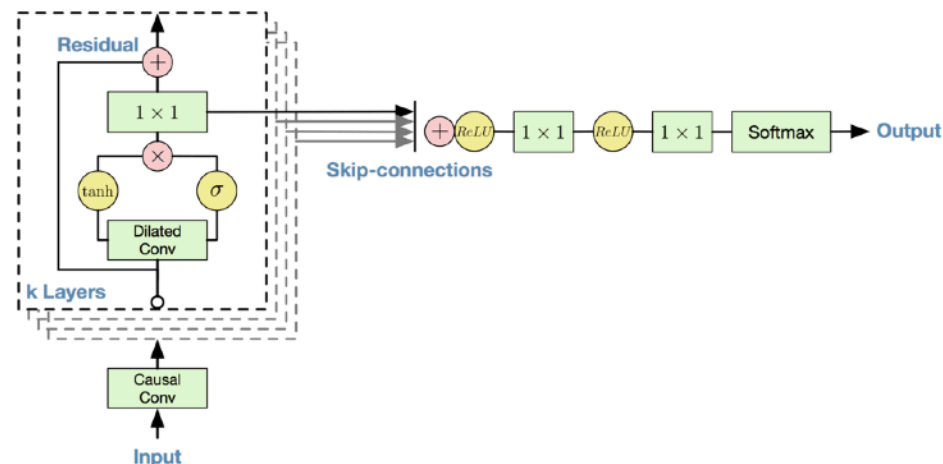 Residual
+
1 × 1
×
tanh
σ
Dilated
Conv
k Layers
Causal
Conv
Input
Skip-connections
+
ReLU
1 × 1
ReLU
1 × 1
Softmax
Output